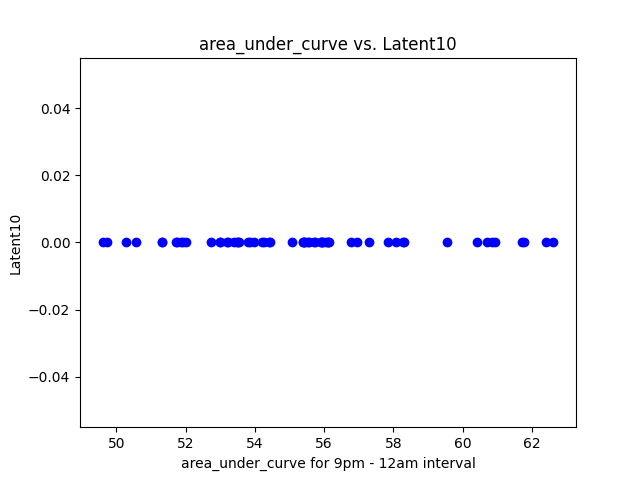 area_under_curve vs. Latent10
0.04
0.02
0.00
−0.02
−0.04
Latent10
50 52 54 56 58 60 62
area_under_curve for 9pm - 12am interval